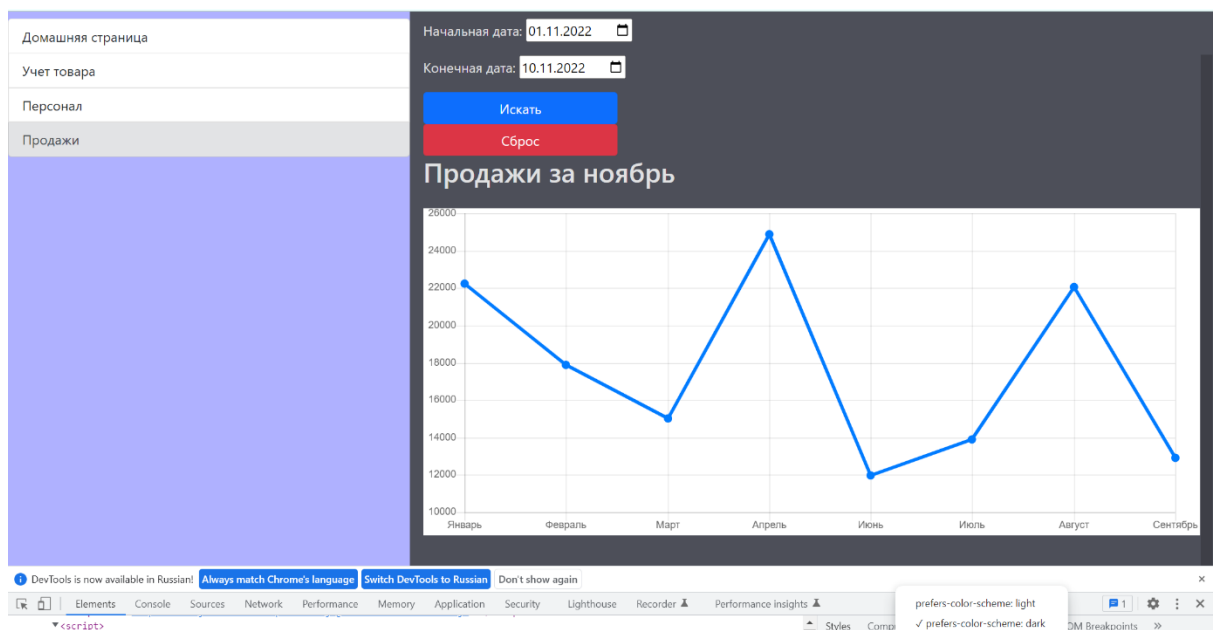 Домашняя страница
Учет товара
Персонал
Продажи
Начальная дата: 01.11.2022
Конечная дата: 10.11.2022
Искать
Сброс
Продажи за ноябрь
26000
24000
22000
20000
18000
16000
14000
12000
10000
Январь Февраль Март Апрель Июнь Июль Август Сентябрь
DevTools is now available in Russian! Always match Chrome's language Switch DevTools to Russian Don't show again ×
Elements Console Sources Network Performance Memory Application Security Lighthouse Recorder Performance insights 1
prefers-color-scheme: light
✓ prefers-color-scheme: dark
▼<script>
Styles Comp OM Breakpoints »